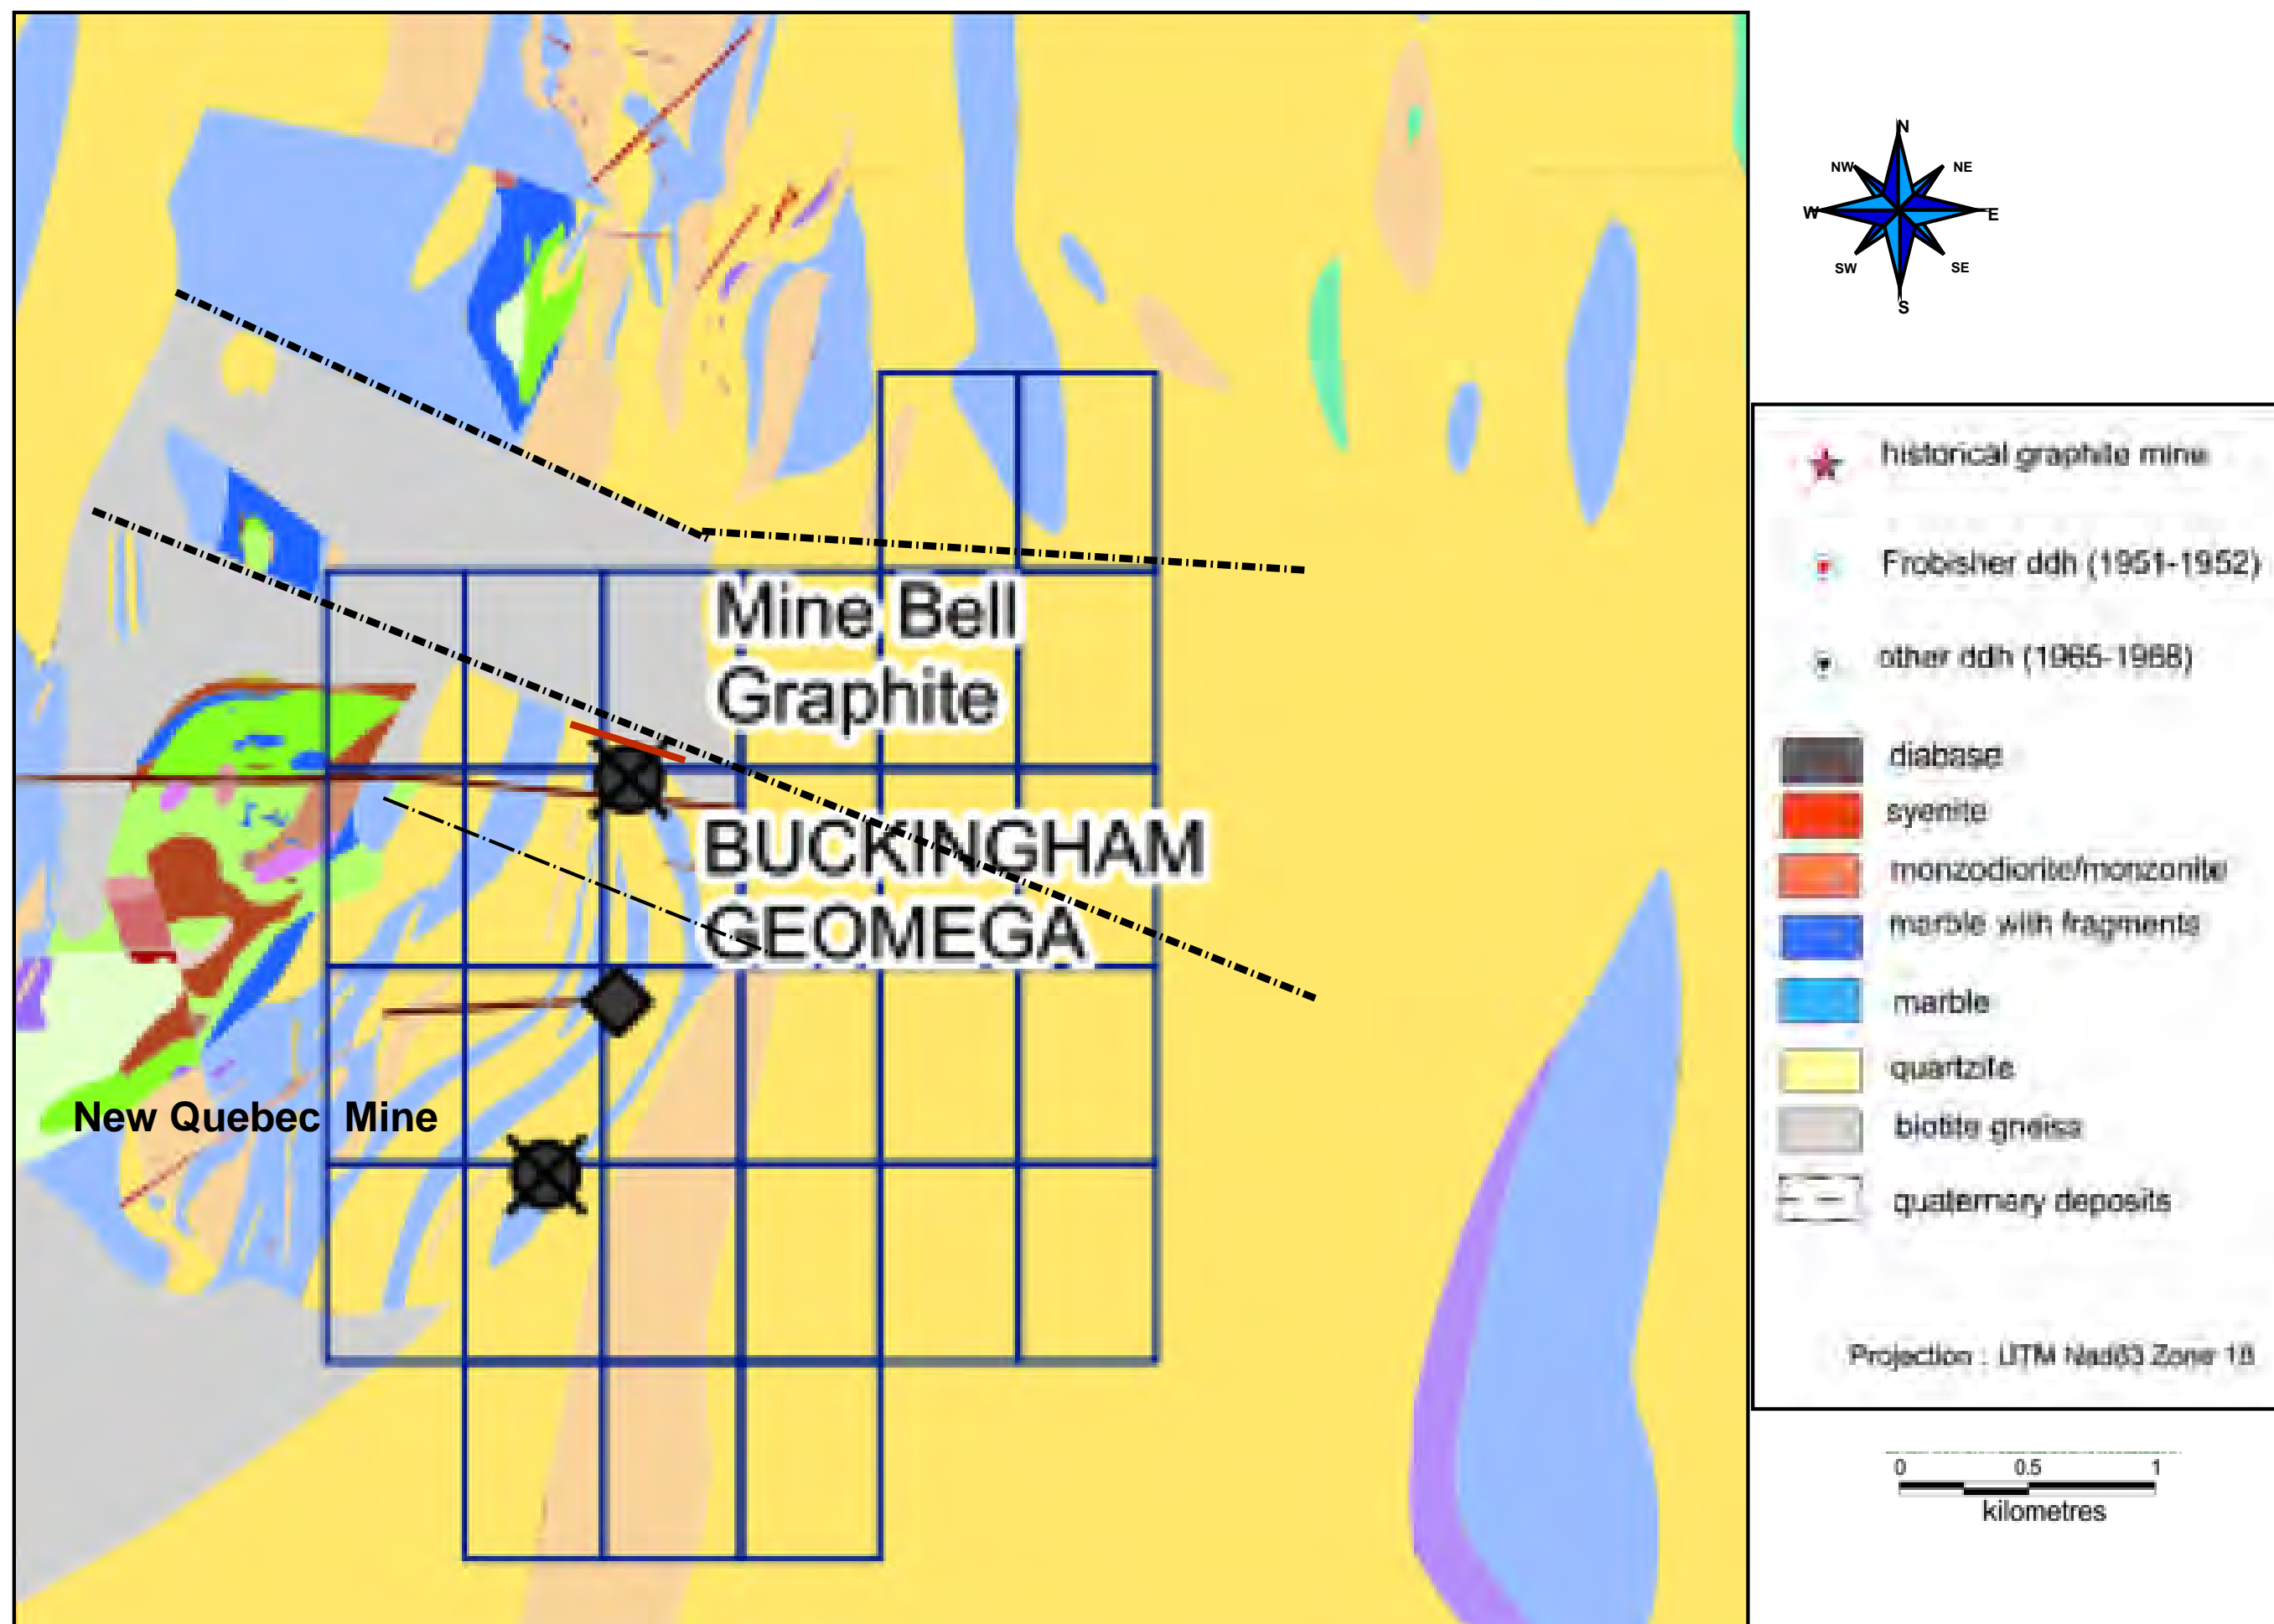 N
NW
NE
W
E
SW
SE
S
historical graphite mine
Frobisher ddh (1951-1952)
Mine Bell
Graphite
other ddh (1965-1968)
diabase
syenite
BUCKINGHAM
GEOMEGA
monzodiorite/monzonite
marble with fragments
marble
quartzite
New Quebec Mine
biotite gneiss
quaternary deposits
Projection : UTM Nad83 Zone 18
0 0.5 1
kilometres